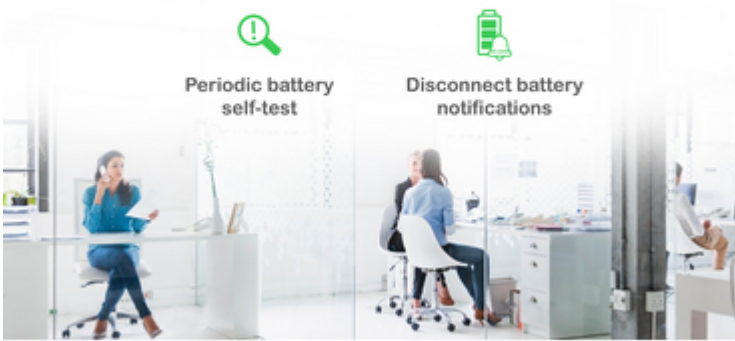 Periodic battery
self-test
Disconnect battery
notifications